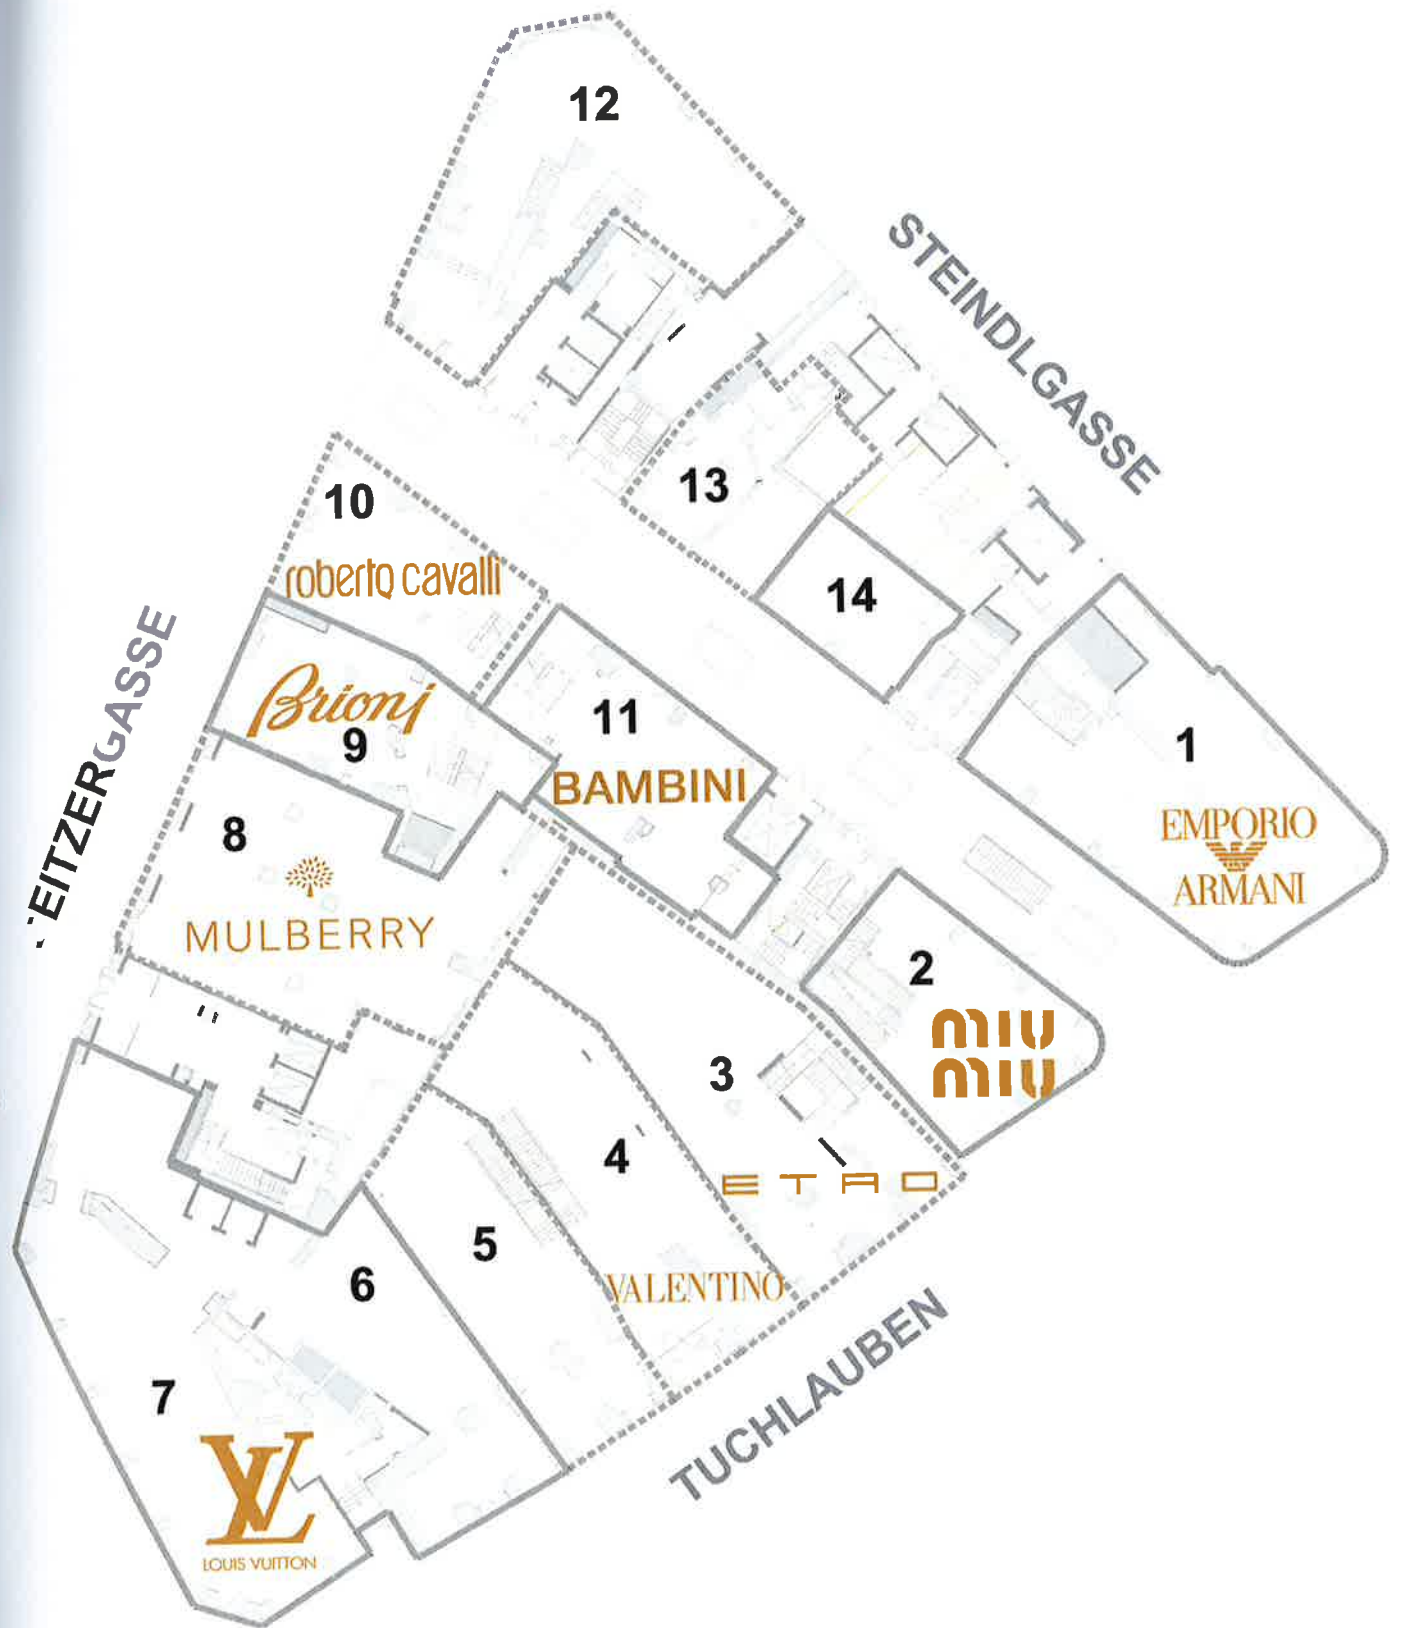 12
STEINDLGASSE
10
roberto cavalli
13
14
EITZERGASSE
Brioni
9
11
BAMBINI
1
EMPORIO
ARMANI
8
MULBERRY
2
miu
miu
3
ETRO
4
VALENTINO
5
6
7
LV
LOUIS VUITTON
TUCHLAUBEN